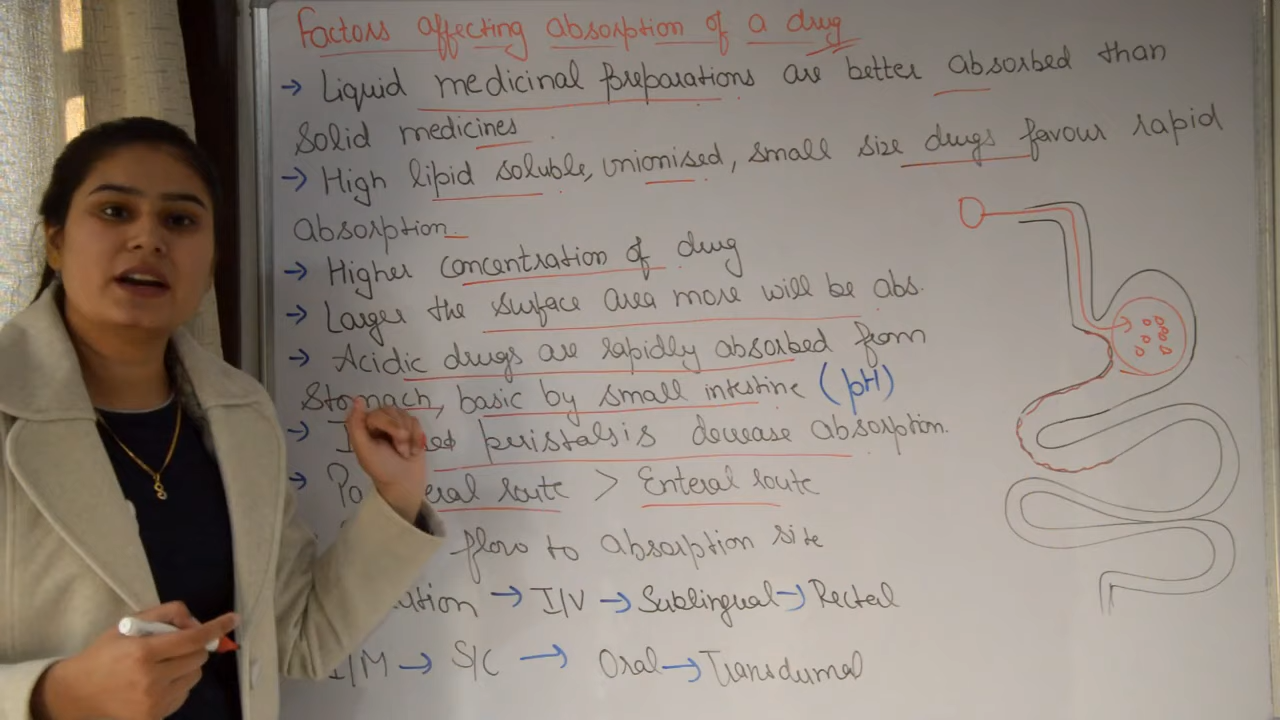 Factors affecting absorption of a drug
→ Liquid medicinal preparations are better absorbed than
Solid medicines
→ High lipid soluble, unionised, small size drugs favour rapid
absorption
→ Higher concentration of drug
→ Larger the surface area more will be abs.
→ Acidic drugs are rapidly absorbed from
Stomach, basic by small intestine (pH)
→ peristalsis decrease absorption.
→ route > Enteral route
flow to absorption site
→ I/V → Sublingual → Rectal
I/M → S/C → Oral → Transdermal